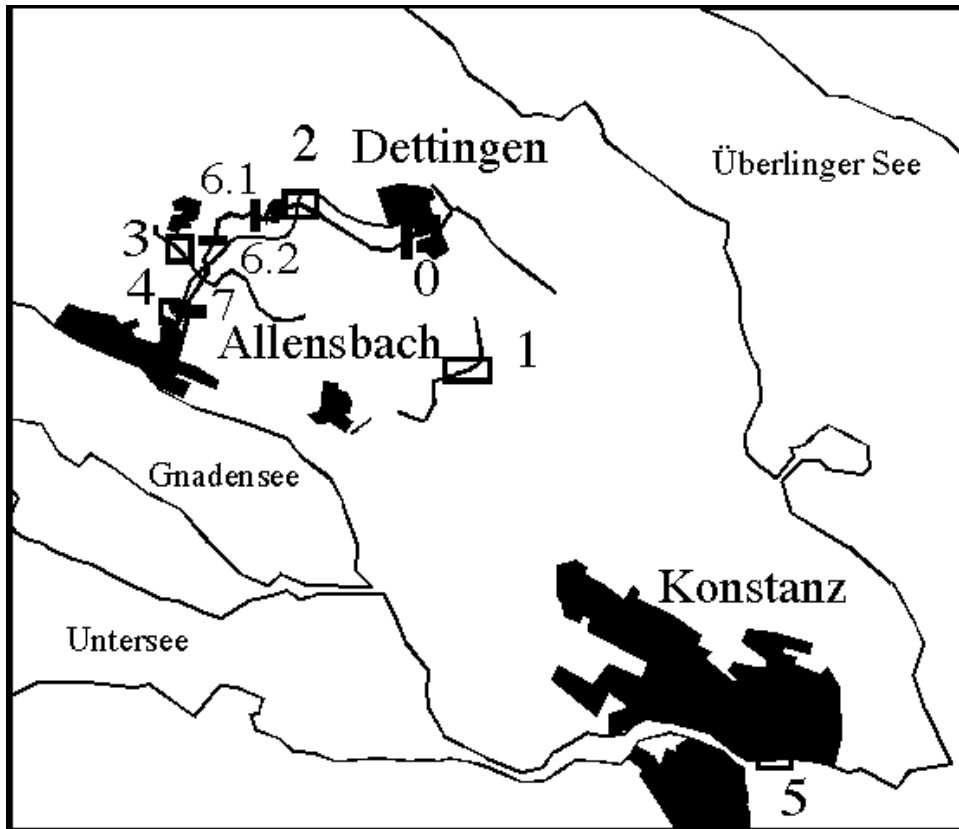 2
Dettingen
Überlinger See
6.1
3
6.2
0
4
7
Allensbach
1
Gnadensee
Konstanz
Untersee
5